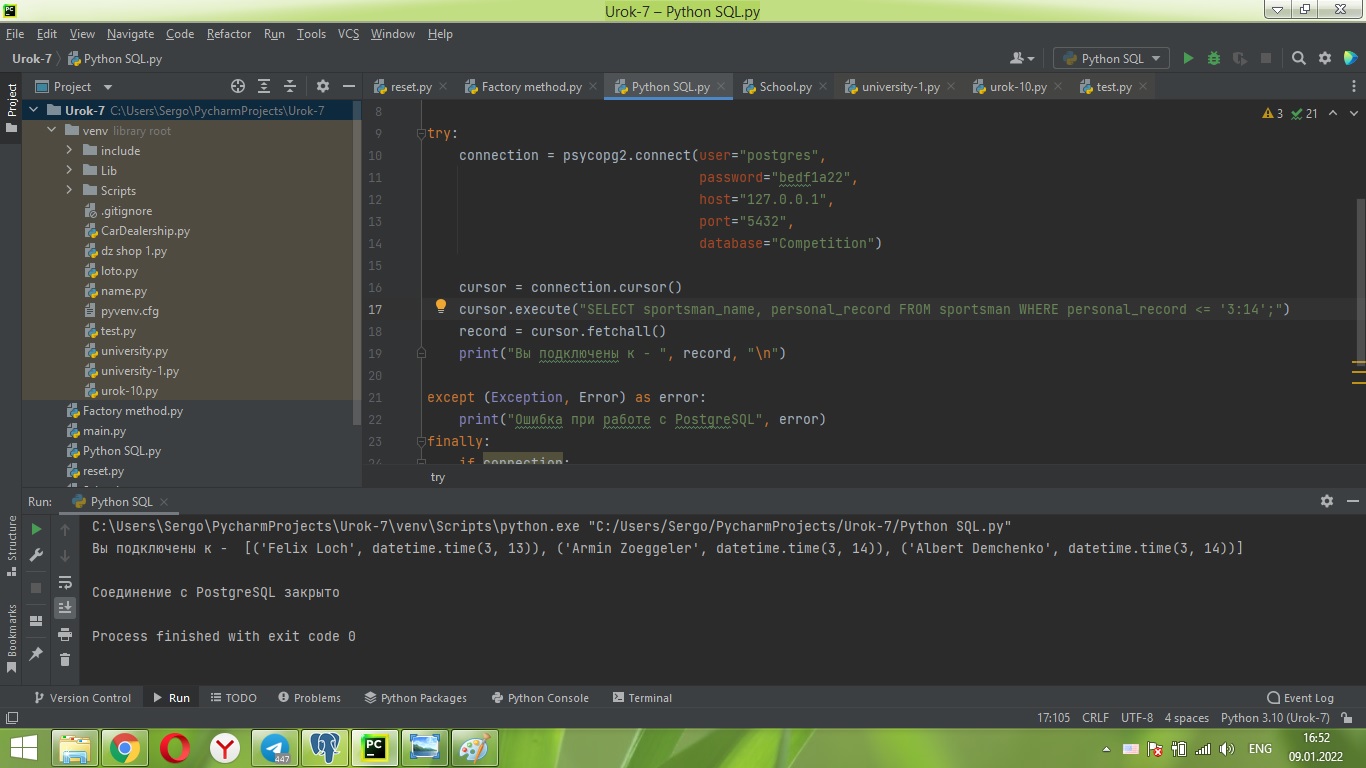 Urok-7 – Python SQL.py
File Edit View Navigate Code Refactor Run Tools VCS Window Help
Urok-7 Python SQL.py Python SQL
Project
reset.py Factory method.py Python SQL.py School.py university-1.py urok-10.py test.py
Project
Urok-7 C:\Users\Sergo\PycharmProjects\Urok-7
venv library root
include
Lib
Scripts
.gitignore
CarDealership.py
dz shop 1.py
loto.py
name.py
pyvenv.cfg
test.py
university.py
university-1.py
urok-10.py
Factory method.py
main.py
Python SQL.py
reset.py
3 21
8
9 try:
10 connection = psycopg2.connect(user="postgres",
11 password="bedf1a22",
12 host="127.0.0.1",
13 port="5432",
14 database="Competition")
15
16 cursor = connection.cursor()
17 cursor.execute("SELECT sportsman_name, personal_record FROM sportsman WHERE personal_record <= '3:14';")
18 record = cursor.fetchall()
19 print("Вы подключены к - ", record, "\n")
20
21 except (Exception, Error) as error:
22 print("Ошибка при работе с PostgreSQL", error)
23 finally:
24 if connection:
try
Run: Python SQL
C:\Users\Sergo\PycharmProjects\Urok-7\venv\Scripts\python.exe "C:/Users/Sergo/PycharmProjects/Urok-7/Python SQL.py"
Вы подключены к -  [('Felix Loch', datetime.time(3, 13)), ('Armin Zoeggeler', datetime.time(3, 14)), ('Albert Demchenko', datetime.time(3, 14))]
Соединение с PostgreSQL закрыто
Process finished with exit code 0
Structure
Bookmarks
Version Control Run TODO Problems Python Packages Python Console Terminal Event Log
17:105 CRLF UTF-8 4 spaces Python 3.10 (Urok-7)
447
PC
ENG
16:52
09.01.2022